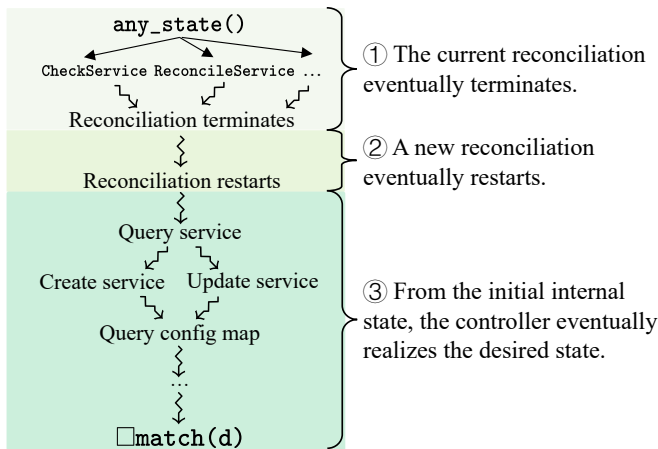 any_state()
CheckService ReconcileService ...
Reconciliation terminates
① The current reconciliation
eventually terminates.
Reconciliation restarts
② A new reconciliation
eventually restarts.
Query service
Create service Update service
Query config map
...
□match(d)
③ From the initial internal
state, the controller eventually
realizes the desired state.